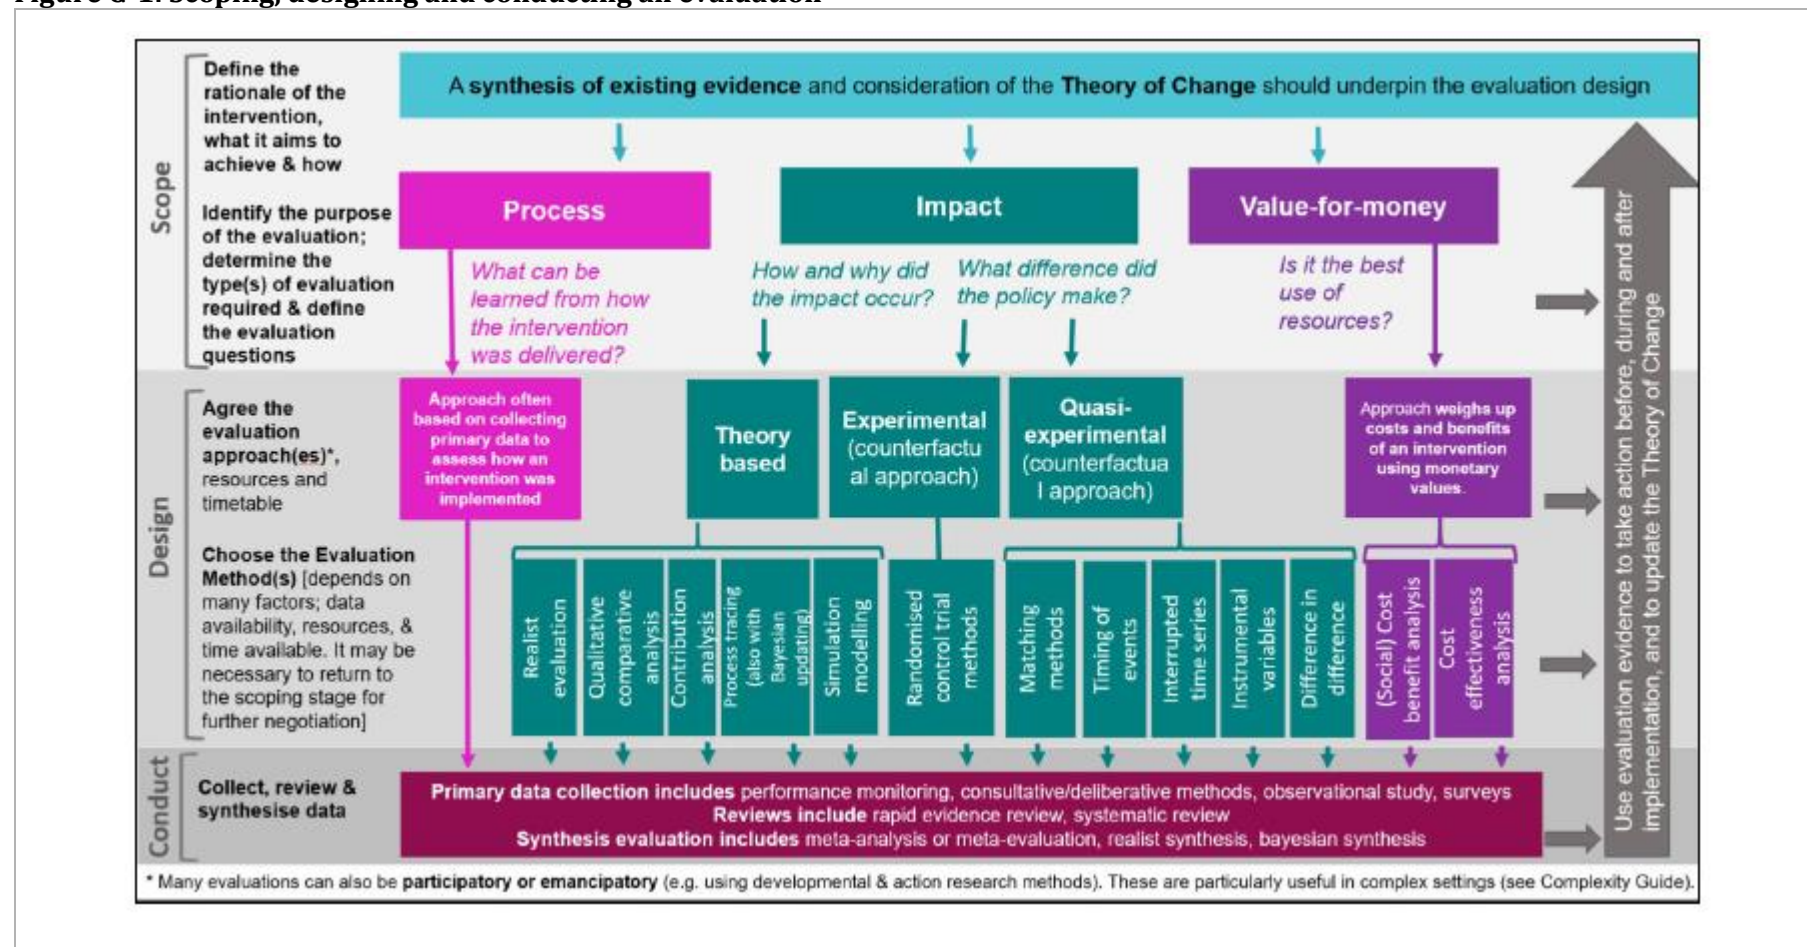 Figure G-1: Scoping, designing and conducting an evaluation
Scope
Define the
rationale of the
intervention,
what it aims to
achieve & how
Identify the purpose
of the evaluation;
determine the
type(s) of evaluation
required & define
the evaluation
questions
A synthesis of existing evidence and consideration of the Theory of Change should underpin the evaluation design
Process
Impact
Value-for-money
What can be
learned from how
the intervention
was delivered?
How and why did
the impact occur?
What difference did
the policy make?
Is it the best
use of
resources?
Design
Agree the
evaluation
approach(es)*,
resources and
timetable
Choose the Evaluation
Method(s) [depends on
many factors; data
availability, resources, &
time available. It may be
necessary to return to
the scoping stage for
further negotiation]
Approach often
based on collecting
primary data to
assess how an
intervention was
implemented
Theory
based
Experimental
(counterfactu
al approach)
Quasi-
experimental
(counterfactua
l approach)
Approach weighs up
costs and benefits
of an intervention
using monetary
values.
Realist
evaluation
Qualitative
comparative
analysis
Contribution
analysis
Process tracing
(also with
Bayesian
updating)
Simulation
modelling
Randomised
control trial
methods
Matching
methods
Timing of
events
Interrupted
time series
Instrumental
variables
Difference in
difference
(Social) Cost
benefit analysis
Cost
effectiveness
analysis
Conduct
Collect, review &
synthesise data
Primary data collection includes performance monitoring, consultative/deliberative methods, observational study, surveys
Reviews include rapid evidence review, systematic review
Synthesis evaluation includes meta-analysis or meta-evaluation, realist synthesis, bayesian synthesis
Use evaluation evidence to take action before, during and after
implementation, and to update the Theory of Change
* Many evaluations can also be participatory or emancipatory (e.g. using developmental & action research methods). These are particularly useful in complex settings (see Complexity Guide).